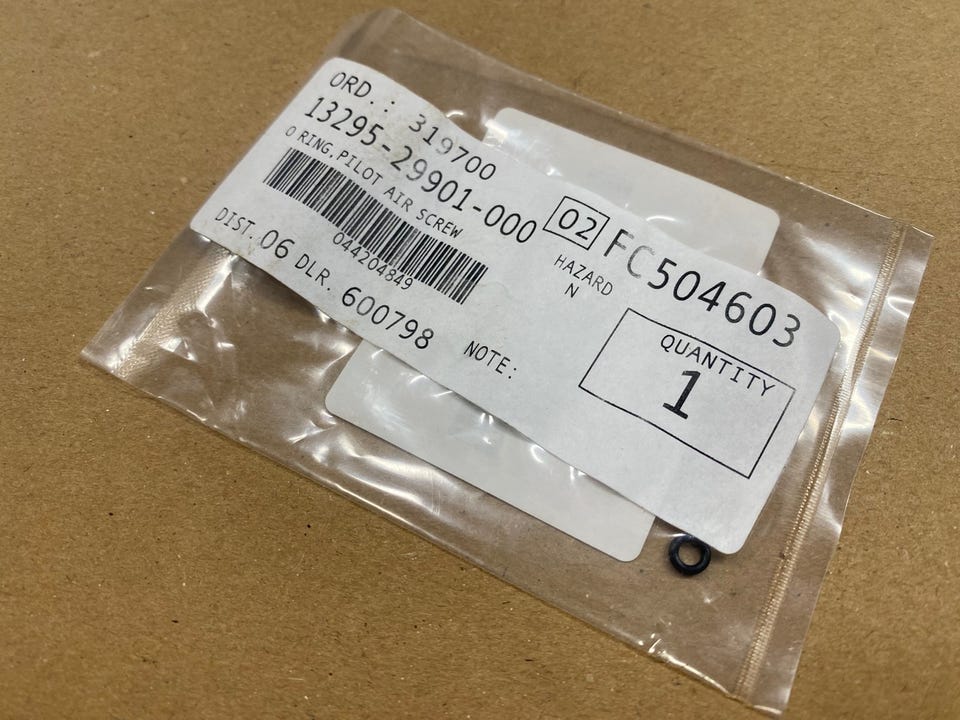 ORD.: 319700
13295-29901-000
O RING,PILOT AIR SCREW
044204849
DIST. 06 DLR. 600798
02 FC504603
HAZARD
N
NOTE:
QUANTITY
1